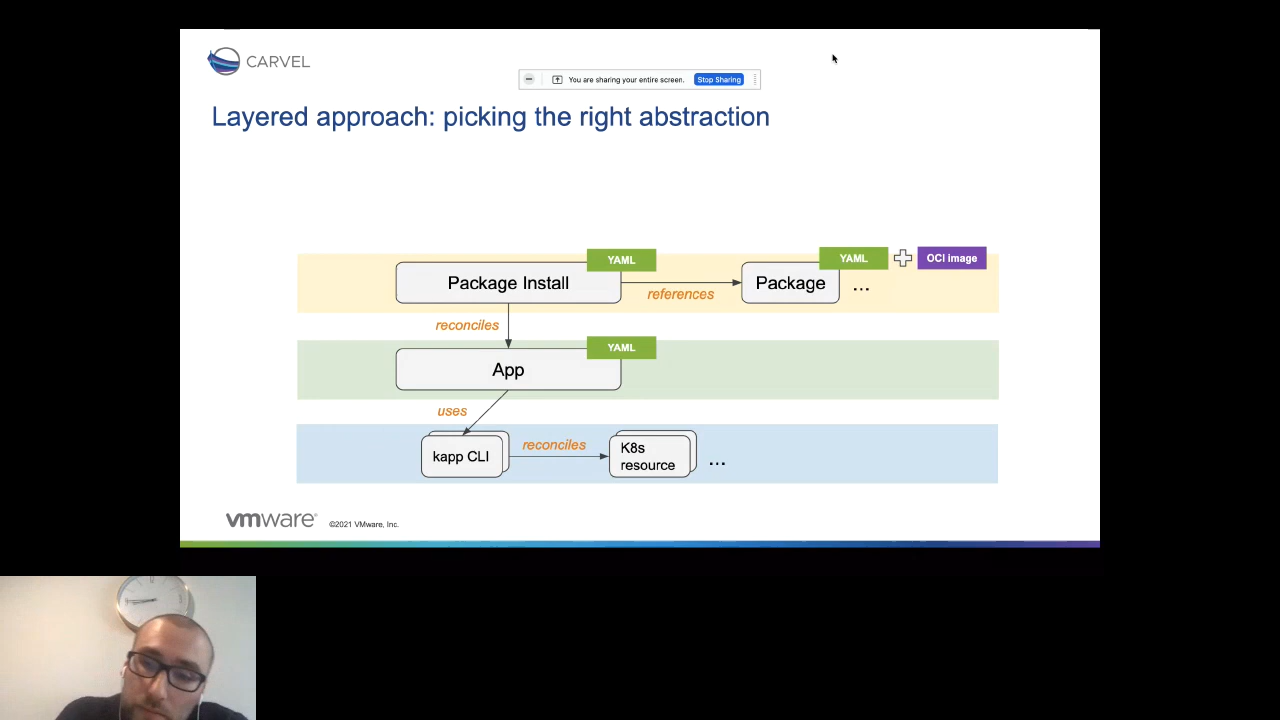 CARVEL
You are sharing your entire screen. Stop Sharing
Layered approach: picking the right abstraction
YAML
YAML
OCI image
Package Install
references
Package
...
reconciles
YAML
App
uses
kapp CLI
reconciles
K8s
resource
...
vmware®
©2021 VMware, Inc.